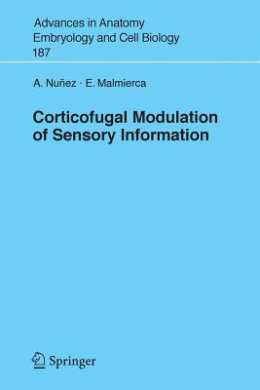 Advances in Anatomy
Embryology and Cell Biology
187
A. Nuñez · E. Malmierca
Corticofugal Modulation
of Sensory Information
Springer